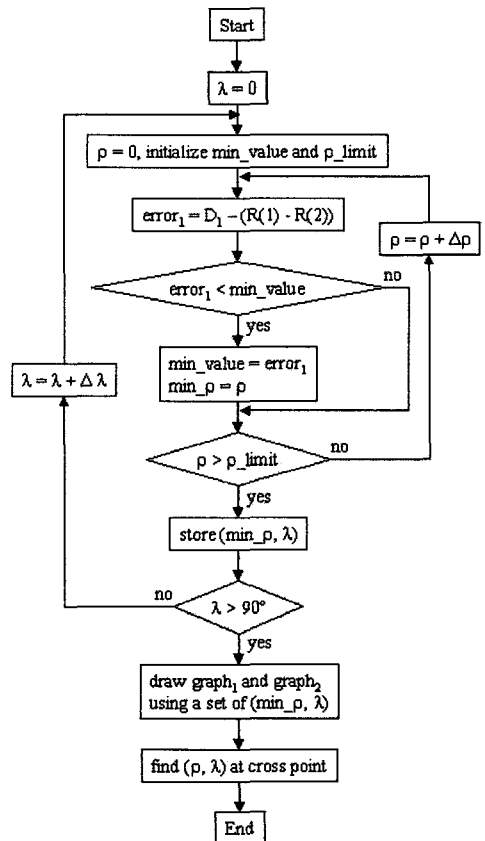 Start
λ = 0
ρ = 0, initialize min_value and ρ_limit
error₁ = D₁ – (R(1) - R(2))
ρ = ρ + Δρ
error₁ < min_value
no
yes
min_value = error₁
min_ρ = ρ
λ = λ + Δ λ
ρ > ρ_limit
no
yes
store (min_ρ, λ)
no
λ > 90°
yes
draw graph₁ and graph₂
using a set of (min_ρ, λ)
find (ρ, λ) at cross point
End